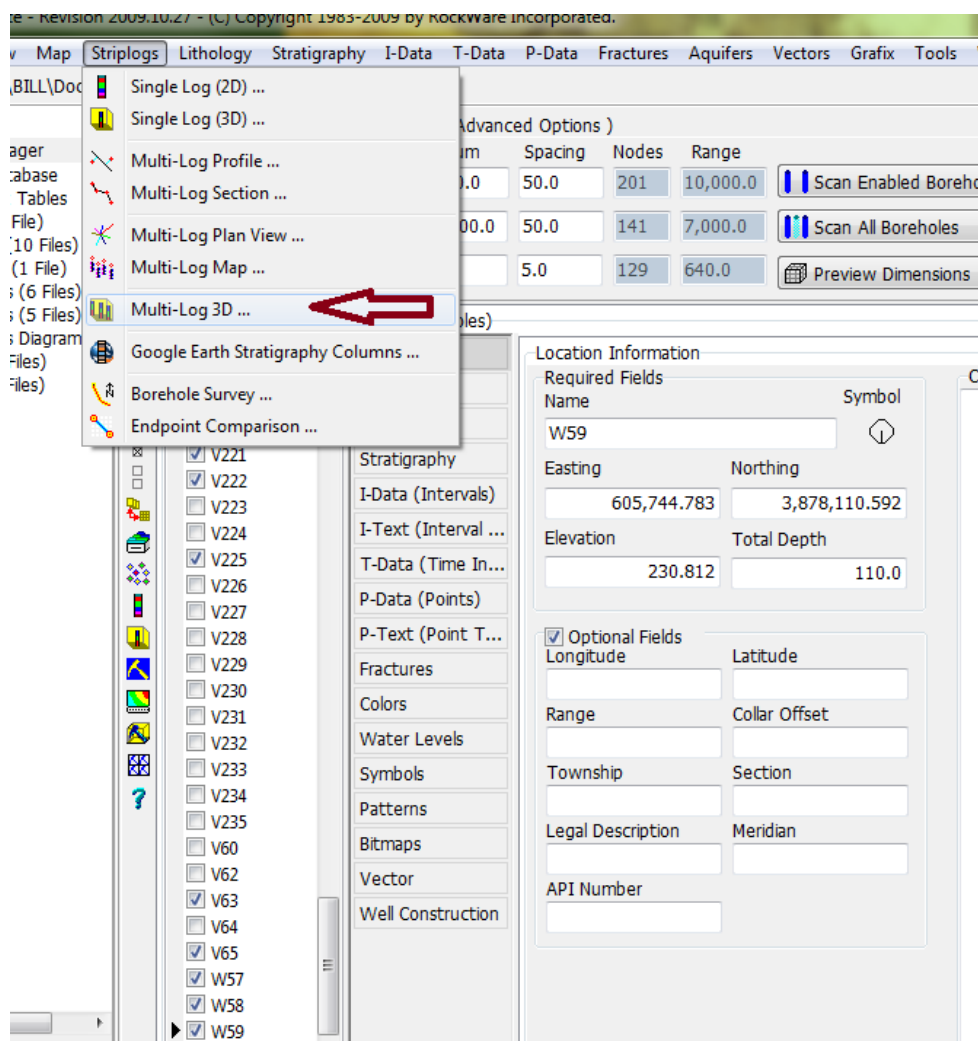 te - Revision 2009.10.27 - (C) Copyright 1983-2009 by RockWare Incorporated.
Map Striplogs Lithology Stratigraphy I-Data T-Data P-Data Fractures Aquifers Vectors Grafix Tools
\BILL\Doc
Single Log (2D) ...
Single Log (3D) ...
Multi-Log Profile ...
Multi-Log Section ...
Multi-Log Plan View ...
Multi-Log Map ...
Multi-Log 3D ...
Google Earth Stratigraphy Columns ...
Borehole Survey ...
Endpoint Comparison ...
ager
tabase
Tables
File)
(10 Files)
(1 File)
s (6 Files)
s (5 Files)
s Diagram
Files)
Files)
Advanced Options )
um Spacing Nodes Range
0.0 50.0 201 10,000.0 Scan Enabled Boreho
00.0 50.0 141 7,000.0 Scan All Boreholes
5.0 129 640.0 Preview Dimensions
oles)
V221
V222
V223
V224
V225
V226
V227
V228
V229
V230
V231
V232
V233
V234
V235
V60
V62
V63
V64
V65
W57
W58
W59
Stratigraphy
I-Data (Intervals)
I-Text (Interval ...
T-Data (Time In...
P-Data (Points)
P-Text (Point T...
Fractures
Colors
Water Levels
Symbols
Patterns
Bitmaps
Vector
Well Construction
Location Information
Required Fields
Name Symbol
W59
Easting Northing
605,744.783 3,878,110.592
Elevation Total Depth
230.812 110.0
Optional Fields
Longitude Latitude
Range Collar Offset
Township Section
Legal Description Meridian
API Number